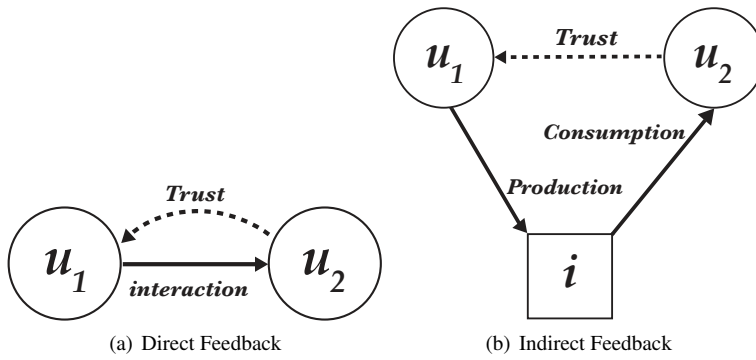 Trust
u1
u2
interaction
(a) Direct Feedback
u1
Trust
u2
Consumption
Production
i
(b) Indirect Feedback